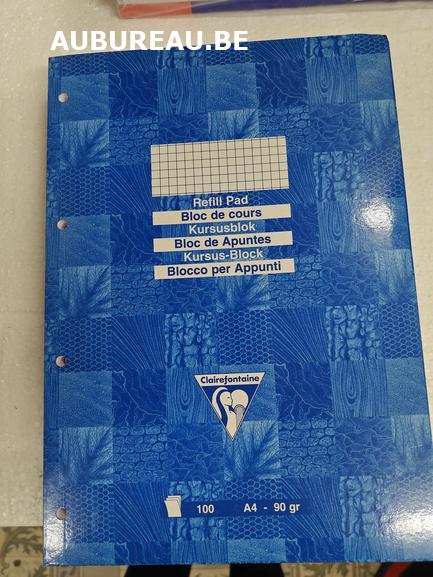 AUBUREAU.BE
Refill Pad
Bloc de cours
Kursusblok
Bloc de Apuntes
Kursus-Block
Blocco per Appunti
Clairefontaine
100 A4 - 90 gr